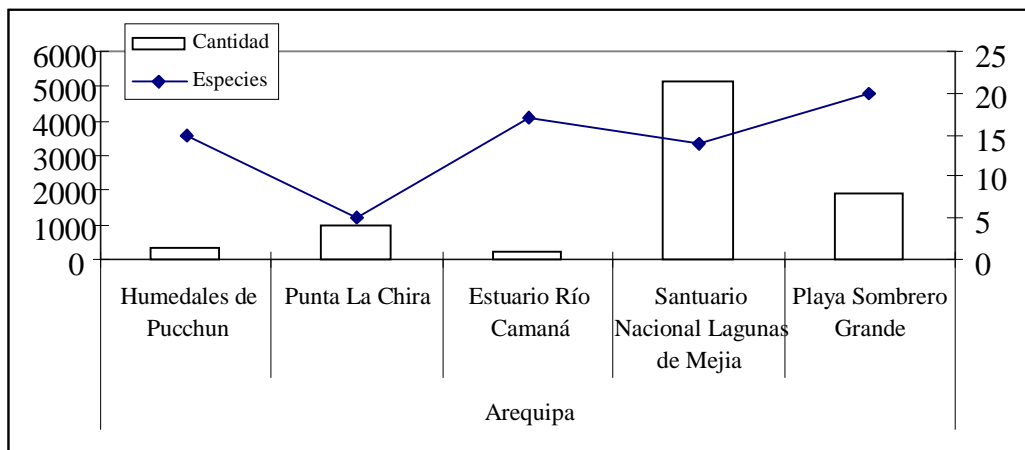 Cantidad
Especies
6000
5000
4000
3000
2000
1000
0
25
20
15
10
5
0
Humedales de
Pucchun
Punta La Chira
Estuario Río
Camaná
Santuario
Nacional Lagunas
de Mejia
Playa Sombrero
Grande
Arequipa